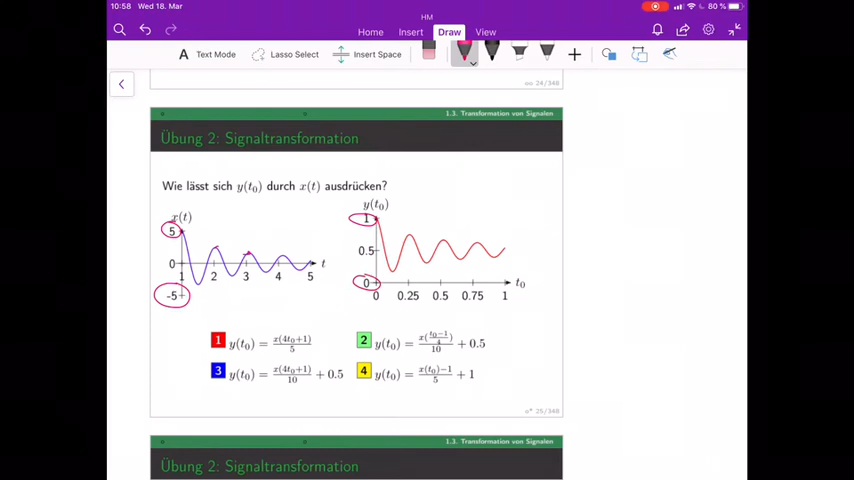 10:58 Wed 18. Mar
80 %
HM
Home Insert Draw View
Text Mode Lasso Select Insert Space
oo 24/348
1.3. Transformation von Signalen
Übung 2: Signaltransformation
Wie lässt sich y(t₀) durch x(t) ausdrücken?
x(t)
5
0
-5
1 2 3 4 5
t
y(t₀)
1
0.5
0
0 0.25 0.5 0.75 1
t₀
1 y(t₀) = x(4t₀+1)/5
2 y(t₀) = x((t₀−1)/4)/10 + 0.5
3 y(t₀) = x(4t₀+1)/10 + 0.5
4 y(t₀) = (x(t₀)−1)/5 + 1
o* 25/348
1.3. Transformation von Signalen
Übung 2: Signaltransformation